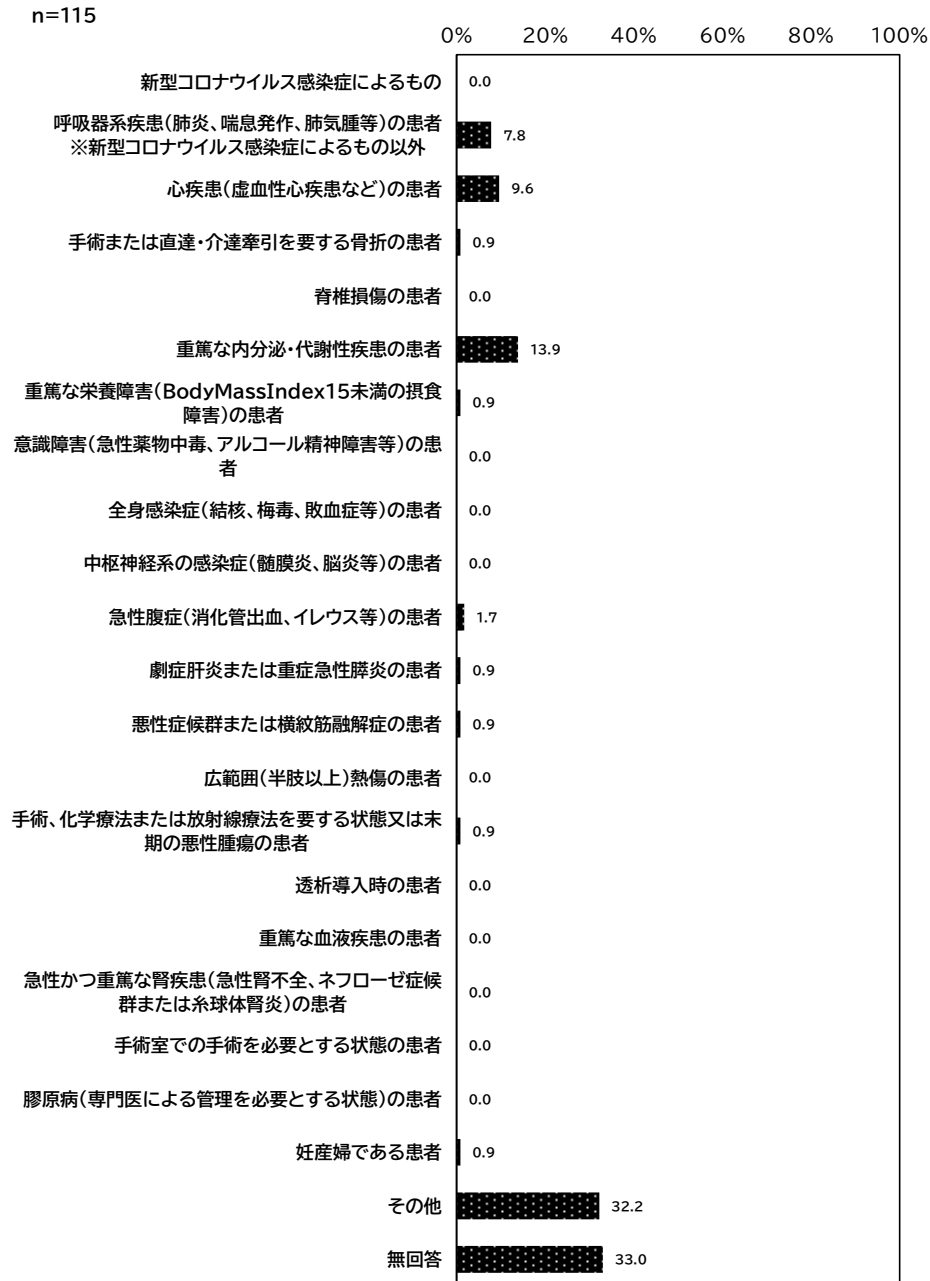 n=115
0% 20% 40% 60% 80% 100%
新型コロナウイルス感染症によるもの 0.0
呼吸器系疾患(肺炎、喘息発作、肺気腫等)の患者
※新型コロナウイルス感染症によるもの以外 7.8
心疾患(虚血性心疾患など)の患者 9.6
手術または直達・介達牽引を要する骨折の患者 0.9
脊椎損傷の患者 0.0
重篤な内分泌・代謝性疾患の患者 13.9
重篤な栄養障害(BodyMassIndex15未満の摂食
障害)の患者 0.9
意識障害(急性薬物中毒、アルコール精神障害等)の患
者 0.0
全身感染症(結核、梅毒、敗血症等)の患者 0.0
中枢神経系の感染症(髄膜炎、脳炎等)の患者 0.0
急性腹症(消化管出血、イレウス等)の患者 1.7
劇症肝炎または重症急性膵炎の患者 0.9
悪性症候群または横紋筋融解症の患者 0.9
広範囲(半肢以上)熱傷の患者 0.0
手術、化学療法または放射線療法を要する状態又は末
期の悪性腫瘍の患者 0.9
透析導入時の患者 0.0
重篤な血液疾患の患者 0.0
急性かつ重篤な腎疾患(急性腎不全、ネフローゼ症候
群または糸球体腎炎)の患者 0.0
手術室での手術を必要とする状態の患者 0.0
膠原病(専門医による管理を必要とする状態)の患者 0.0
妊産婦である患者 0.9
その他 32.2
無回答 33.0